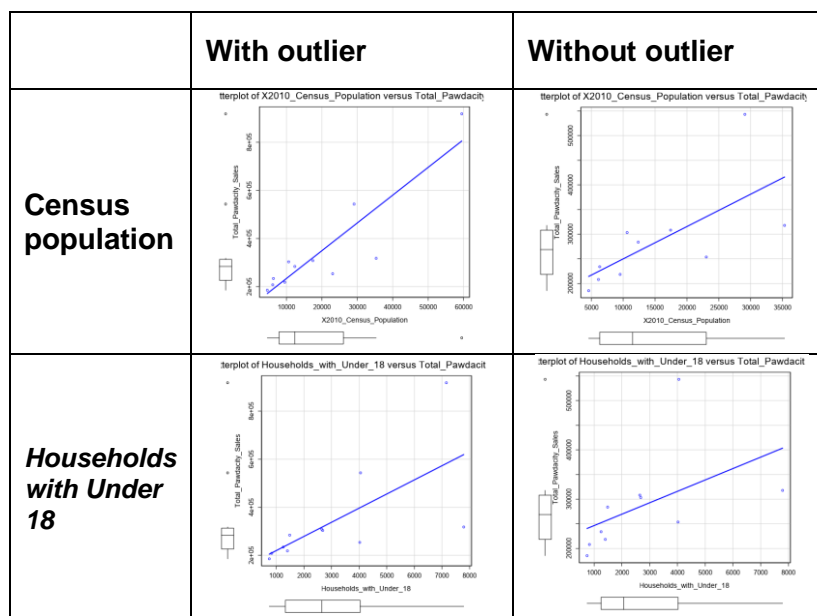 With outlier
Without outlier
Census
population
tterplot of X2010_Census_Population versus Total_Pawdacity
Total_Pawdacity_Sales
2e+05 4e+05 6e+05 8e+05
10000 20000 30000 40000 50000 60000
X2010_Census_Population
tterplot of X2010_Census_Population versus Total_Pawdacity
Total_Pawdacity_Sales
200000 300000 400000 500000
5000 10000 15000 20000 25000 30000 35000
X2010_Census_Population
Households
with Under
18
tterplot of Households_with_Under_18 versus Total_Pawdacit
Total_Pawdacity_Sales
2e+05 4e+05 6e+05 8e+05
1000 2000 3000 4000 5000 6000 7000 8000
Households_with_Under_18
terplot of Households_with_Under_18 versus Total_Pawdacit
Total_Pawdacity_Sales
200000 300000 400000 500000
1000 2000 3000 4000 5000 6000 7000 8000
Households_with_Under_18